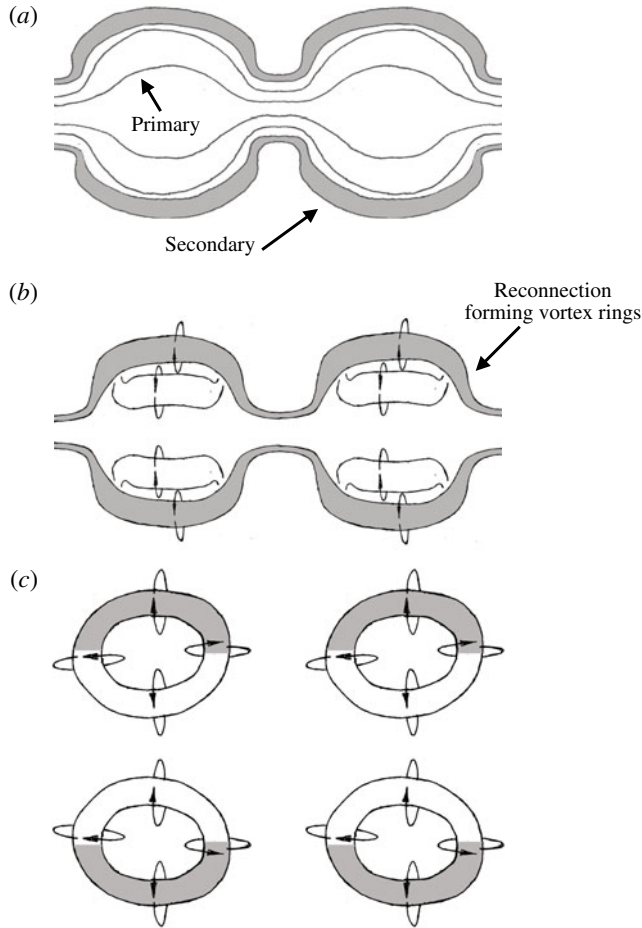 (a)
Primary
Secondary
(b)
Reconnection
forming vortex rings
(c)